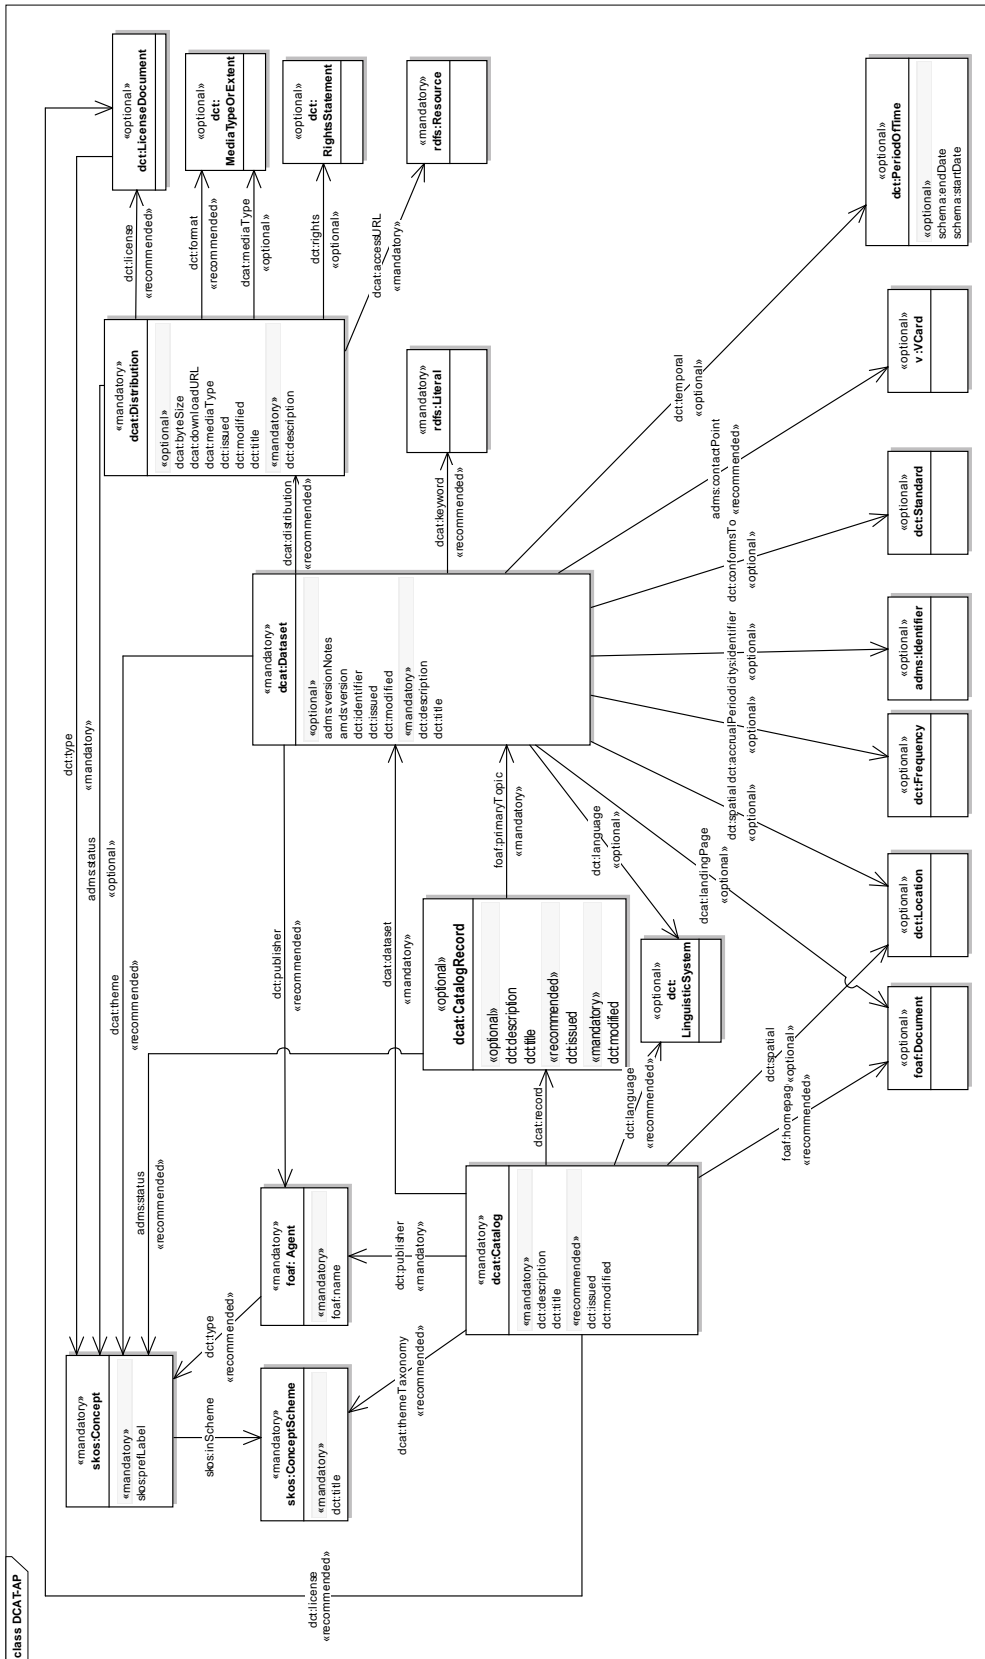 class DCAT-AP
«mandatory»
skos:Concept
«mandatory»
skos:prefLabel
skos:inScheme
«mandatory»
skos:ConceptScheme
«mandatory»
dct:title
dct:license
«recommended»
dct:type
«recommended»
dcat:themeTaxonomy
«recommended»
«mandatory»
foaf: Agent
«mandatory»
foaf:name
dct:publisher
«mandatory»
«mandatory»
dcat:Catalog
«mandatory»
dct:description
dct:title
«recommended»
dct:issued
dct:modified
adms:status
«recommended»
dct:publisher
«recommended»
dcat:dataset
«mandatory»
dcat:record
dct:language
«recommended»
foaf:homepag
«recommended»
dct:spatial
«optional»
«optional»
dcat:CatalogRecord
«optional»
dct:description
dct:title
«recommended»
dct:issued
«mandatory»
dct:modified
«optional»
dct:
LinguisticSystem
«optional»
foaf:Document
«optional»
dct:Location
«optional»
dct:Frequency
«optional»
adms:Identifier
«optional»
dct:Standard
«optional»
v :VCard
«optional»
dct:PeriodOfTime
«optional»
schema:endDate
schema:startDate
foaf:primaryTopic
«mandatory»
dct:language
«optional»
dcat:landingPage
«optional»
dct:spatial
«optional»
dct:accrualPeriodicity
«optional»
s:identifier
«optional»
dct:conformsTo
«optional»
adms:contactPoint
«recommended»
dct:temporal
«optional»
dcat:theme
«recommended»
adms:status
«optional»
dct:type
«mandatory»
«mandatory»
dcat:Dataset
«optional»
adms:versionNotes
amds:version
dct:identifier
dct:issued
dct:modified
«mandatory»
dct:description
dct:title
dcat:distribution
«recommended»
dcat:keyword
«recommended»
«mandatory»
rdfs:Literal
«mandatory»
dcat:Distribution
«optional»
dcat:byteSize
dcat:downloadURL
dcat:mediaType
dct:issued
dct:modified
dct:title
«mandatory»
dct:description
dct:license
«recommended»
dct:format
«recommended»
dcat:mediaType
«optional»
dct:rights
«optional»
dcat:accessURL
«mandatory»
«optional»
dct:LicenseDocument
«optional»
dct:
MediaTypeOrExtent
«optional»
dct:
RightsStatement
«mandatory»
rdfs:Resource